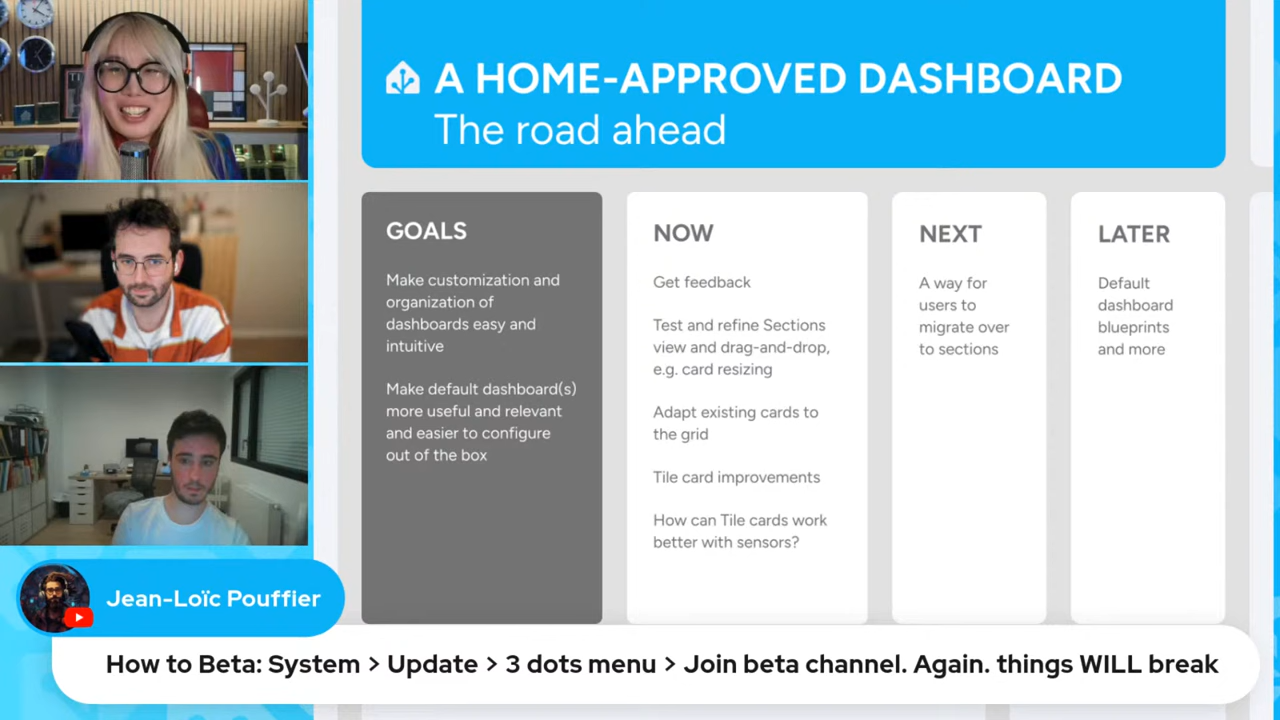 A HOME-APPROVED DASHBOARD
The road ahead
GOALS
Make customization and
organization of
dashboards easy and
intuitive
Make default dashboard(s)
more useful and relevant
and easier to configure
out of the box
NOW
Get feedback
Test and refine Sections
view and drag-and-drop,
e.g. card resizing
Adapt existing cards to
the grid
Tile card improvements
How can Tile cards work
better with sensors?
NEXT
A way for
users to
migrate over
to sections
LATER
Default
dashboard
blueprints
and more
Jean-Loïc Pouffier
How to Beta: System > Update > 3 dots menu > Join beta channel. Again. things WILL break